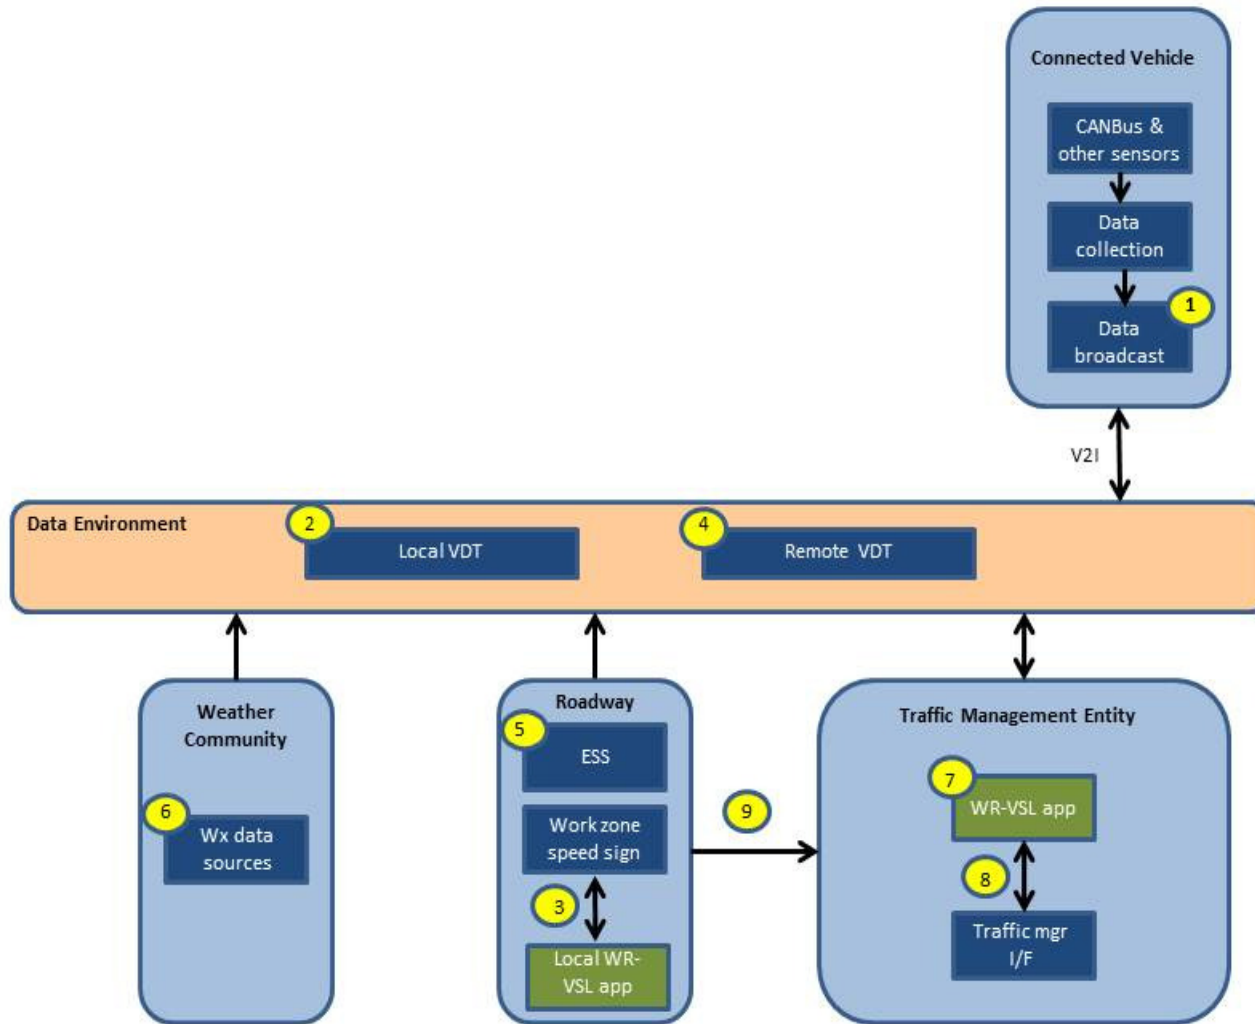 Connected Vehicle
CANBus &
other sensors
Data
collection
1
Data
broadcast
V2I
Data Environment
2
Local VDT
4
Remote VDT
Weather
Community
6
Wx data
sources
Roadway
5
ESS
Work zone
speed sign
3
Local WR-
VSL app
9
Traffic Management Entity
7
WR-VSL app
8
Traffic mgr
I/F